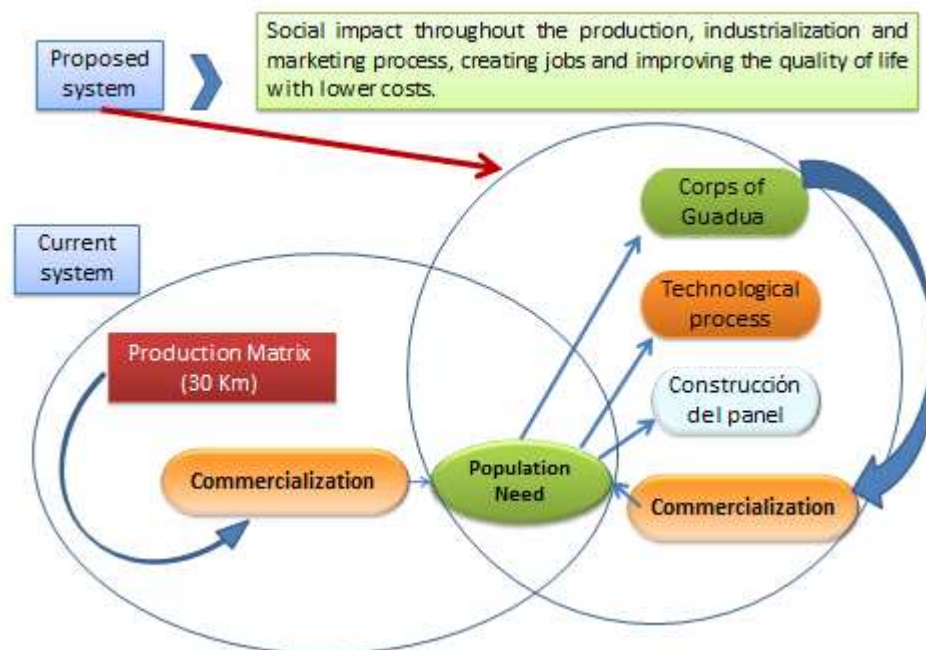 Proposed
system
Social impact throughout the production, industrialization and
marketing process, creating jobs and improving the quality of life
with lower costs.
Corps of
Guadua
Current
system
Technological
process
Production Matrix
(30 Km)
Construcción
del panel
Commercialization
Population
Need
Commercialization